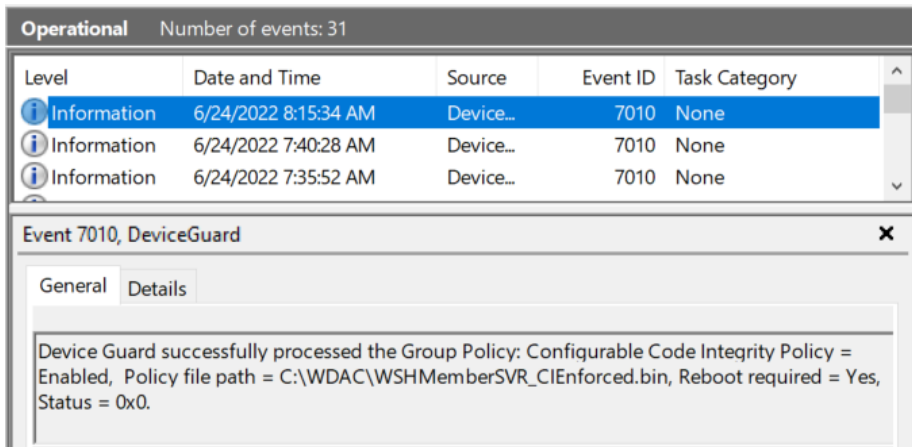 Operational Number of events: 31
Level Date and Time Source Event ID Task Category
Information 6/24/2022 8:15:34 AM Device... 7010 None
Information 6/24/2022 7:40:28 AM Device... 7010 None
Information 6/24/2022 7:35:52 AM Device... 7010 None
Event 7010, DeviceGuard
General Details
Device Guard successfully processed the Group Policy: Configurable Code Integrity Policy =
Enabled, Policy file path = C:\WDAC\WSHMemberSVR_CIEnforced.bin, Reboot required = Yes,
Status = 0x0.